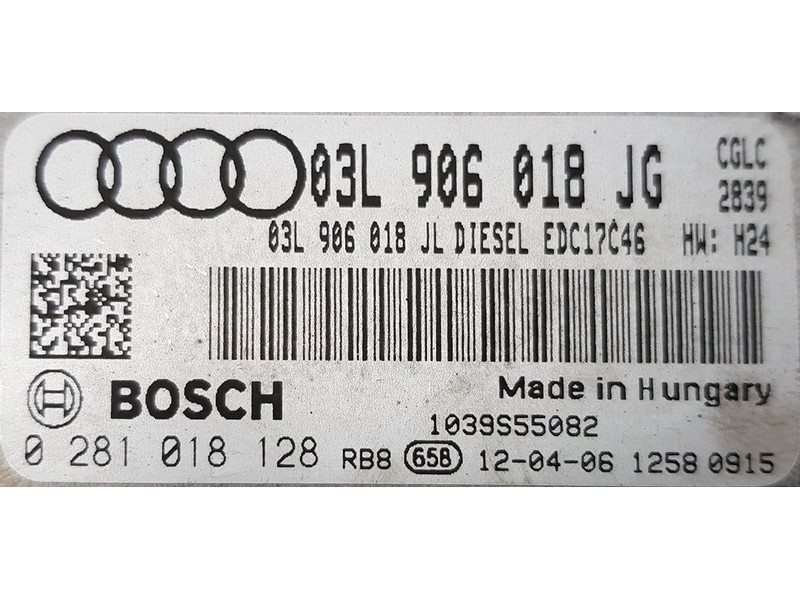 03L 906 018 JG CGLC
2839
03L 906 018 JL DIESEL EDC17C46 HW: H24
BOSCH
Made in Hungary
1039S55082
0 281 018 128 RB8 658 12-04-06 1258 0915